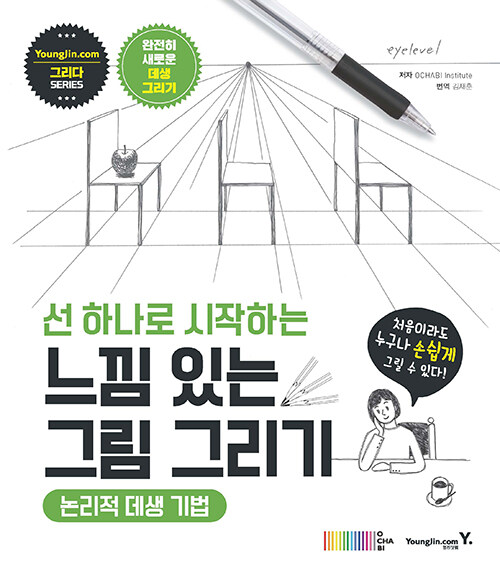 YoungJin.com
그리다
SERIES
완전히
새로운
데생
그리기
eyelevel
저자 OCHABI Institute
번역 김재훈
선 하나로 시작하는
느낌 있는
그림 그리기
논리적 데생 기법
처음이라도
누구나 손쉽게
그릴 수 있다!
O
CHA
BI
YoungJin.com Y.
영진닷컴